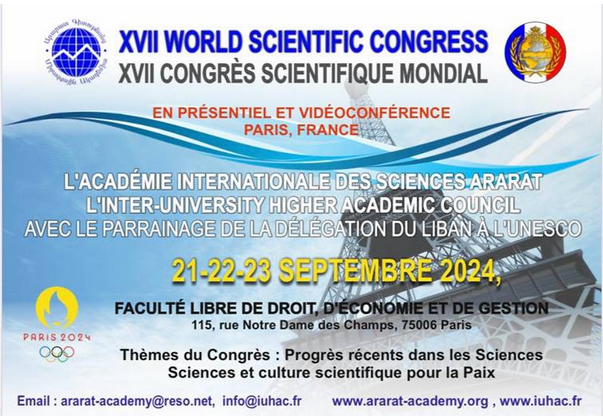 XVII WORLD SCIENTIFIC CONGRESS
XVII CONGRÈS SCIENTIFIQUE MONDIAL
EN PRÉSENTIEL ET VIDÉOCONFÉRENCE
PARIS, FRANCE
L'ACADÉMIE INTERNATIONALE DES SCIENCES ARARAT
L'INTER-UNIVERSITY HIGHER ACADEMIC COUNCIL
AVEC LE PARRAINAGE DE LA DÉLÉGATION DU LIBAN À L'UNESCO
21-22-23 SEPTEMBRE 2024,
FACULTÉ LIBRE DE DROIT, D'ÉCONOMIE ET DE GESTION
115, rue Notre Dame des Champs, 75006 Paris
PARIS 2024
Thèmes du Congrès : Progrès récents dans les Sciences
Sciences et culture scientifique pour la Paix
Email : ararat-academy@reso.net, info@iuhac.fr
www.ararat-academy.org , www.iuhac.fr